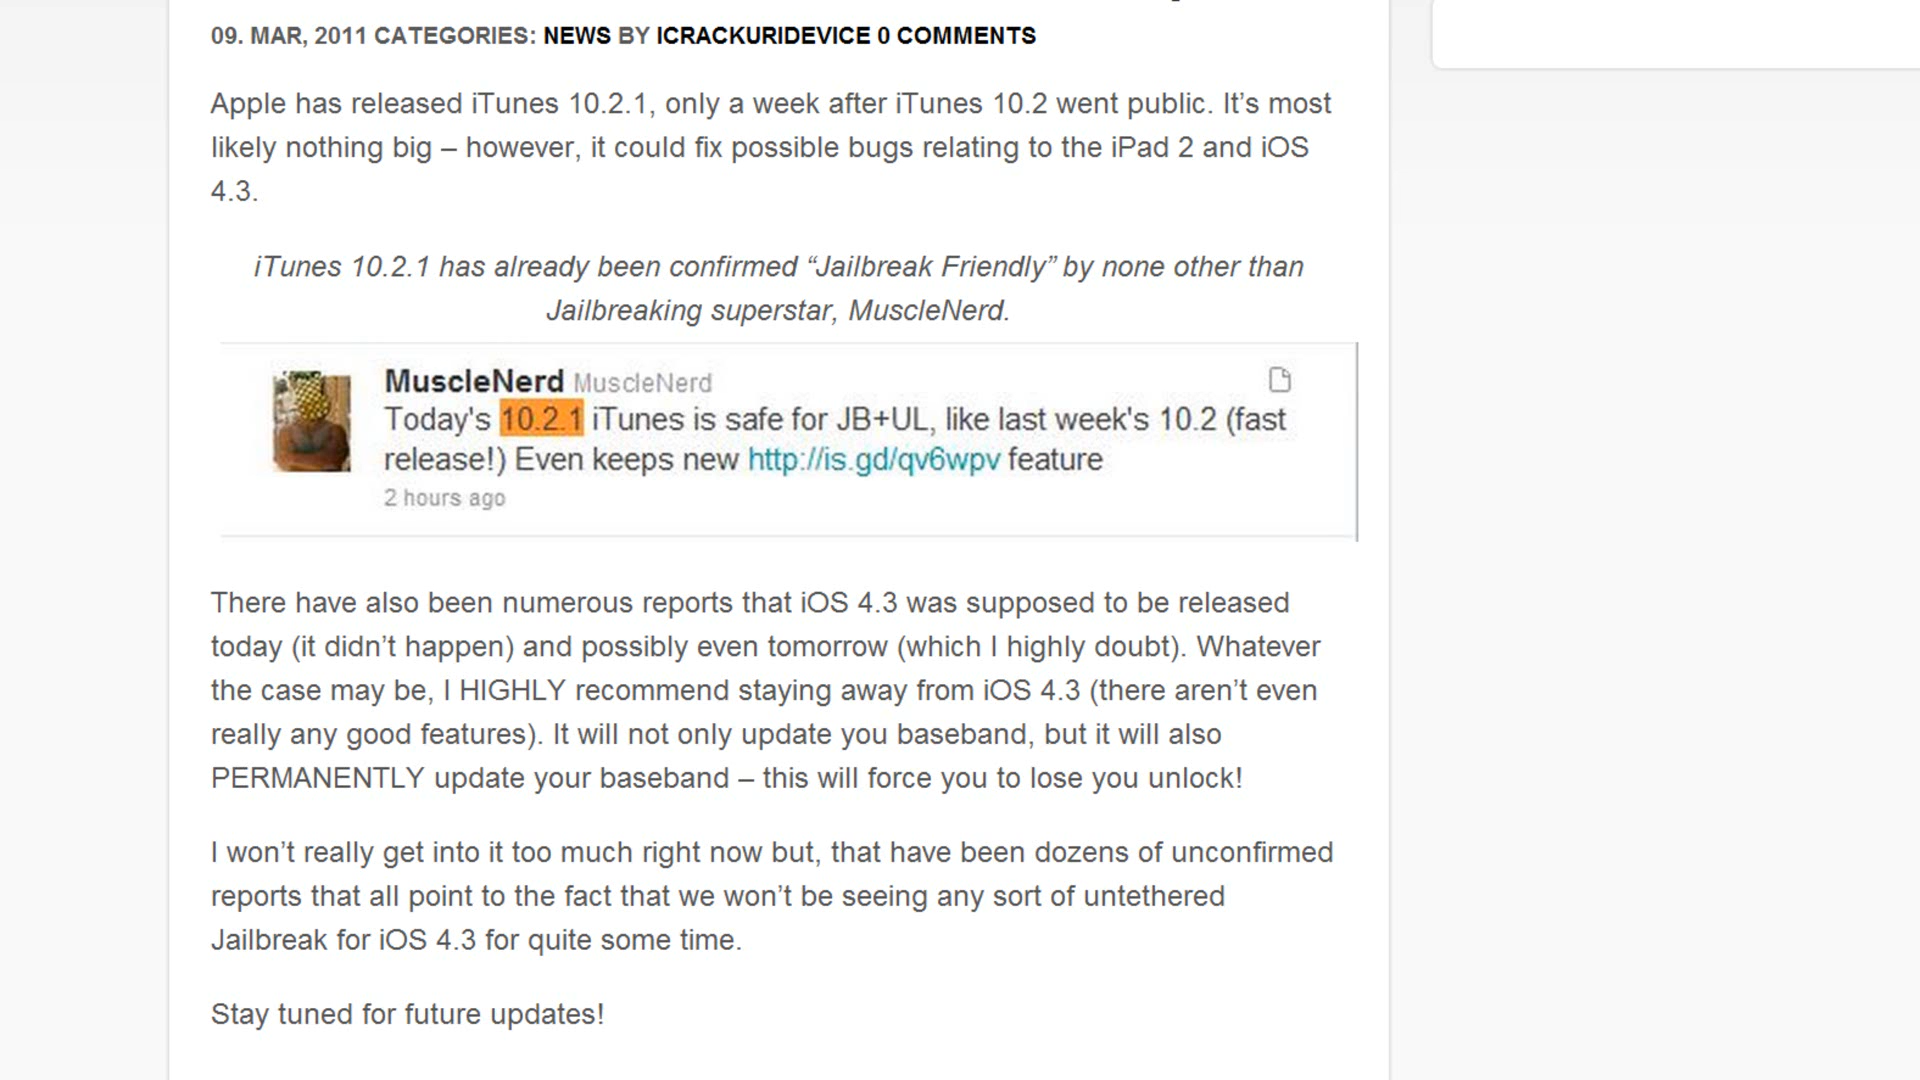 09. MAR, 2011 CATEGORIES: NEWS BY ICRACKURIDEVICE 0 COMMENTS
Apple has released iTunes 10.2.1, only a week after iTunes 10.2 went public. It’s most
likely nothing big – however, it could fix possible bugs relating to the iPad 2 and iOS
4.3.
iTunes 10.2.1 has already been confirmed “Jailbreak Friendly” by none other than
Jailbreaking superstar, MuscleNerd.
MuscleNerd MuscleNerd
Today's 10.2.1 iTunes is safe for JB+UL, like last week's 10.2 (fast
release!) Even keeps new http://is.gd/qv6wpv feature
2 hours ago
There have also been numerous reports that iOS 4.3 was supposed to be released
today (it didn’t happen) and possibly even tomorrow (which I highly doubt). Whatever
the case may be, I HIGHLY recommend staying away from iOS 4.3 (there aren’t even
really any good features). It will not only update you baseband, but it will also
PERMANENTLY update your baseband – this will force you to lose you unlock!
I won’t really get into it too much right now but, that have been dozens of unconfirmed
reports that all point to the fact that we won’t be seeing any sort of untethered
Jailbreak for iOS 4.3 for quite some time.
Stay tuned for future updates!